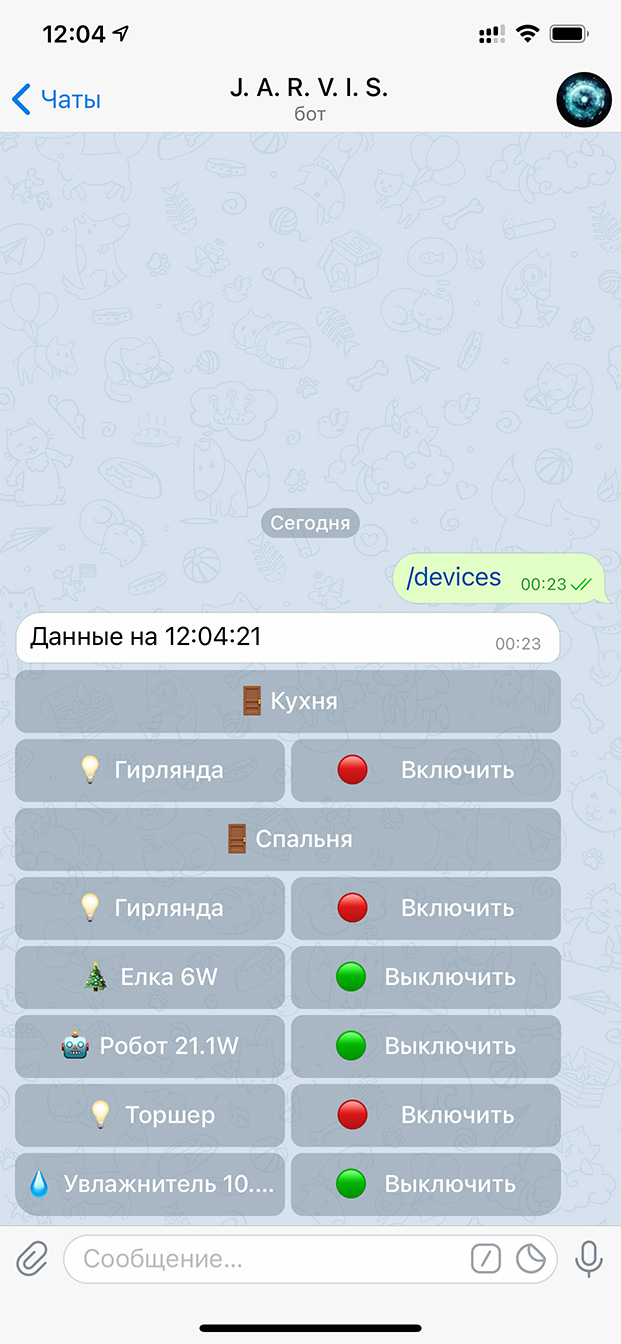 12:04
Чаты
J. A. R. V. I. S.
бот
Сегодня
/devices 00:23
Данные на 12:04:21 00:23
Кухня
Гирлянда Включить
Спальня
Гирлянда Включить
Елка 6W Выключить
Робот 21.1W Выключить
Торшер Включить
Увлажнитель 10.... Выключить
Сообщение...